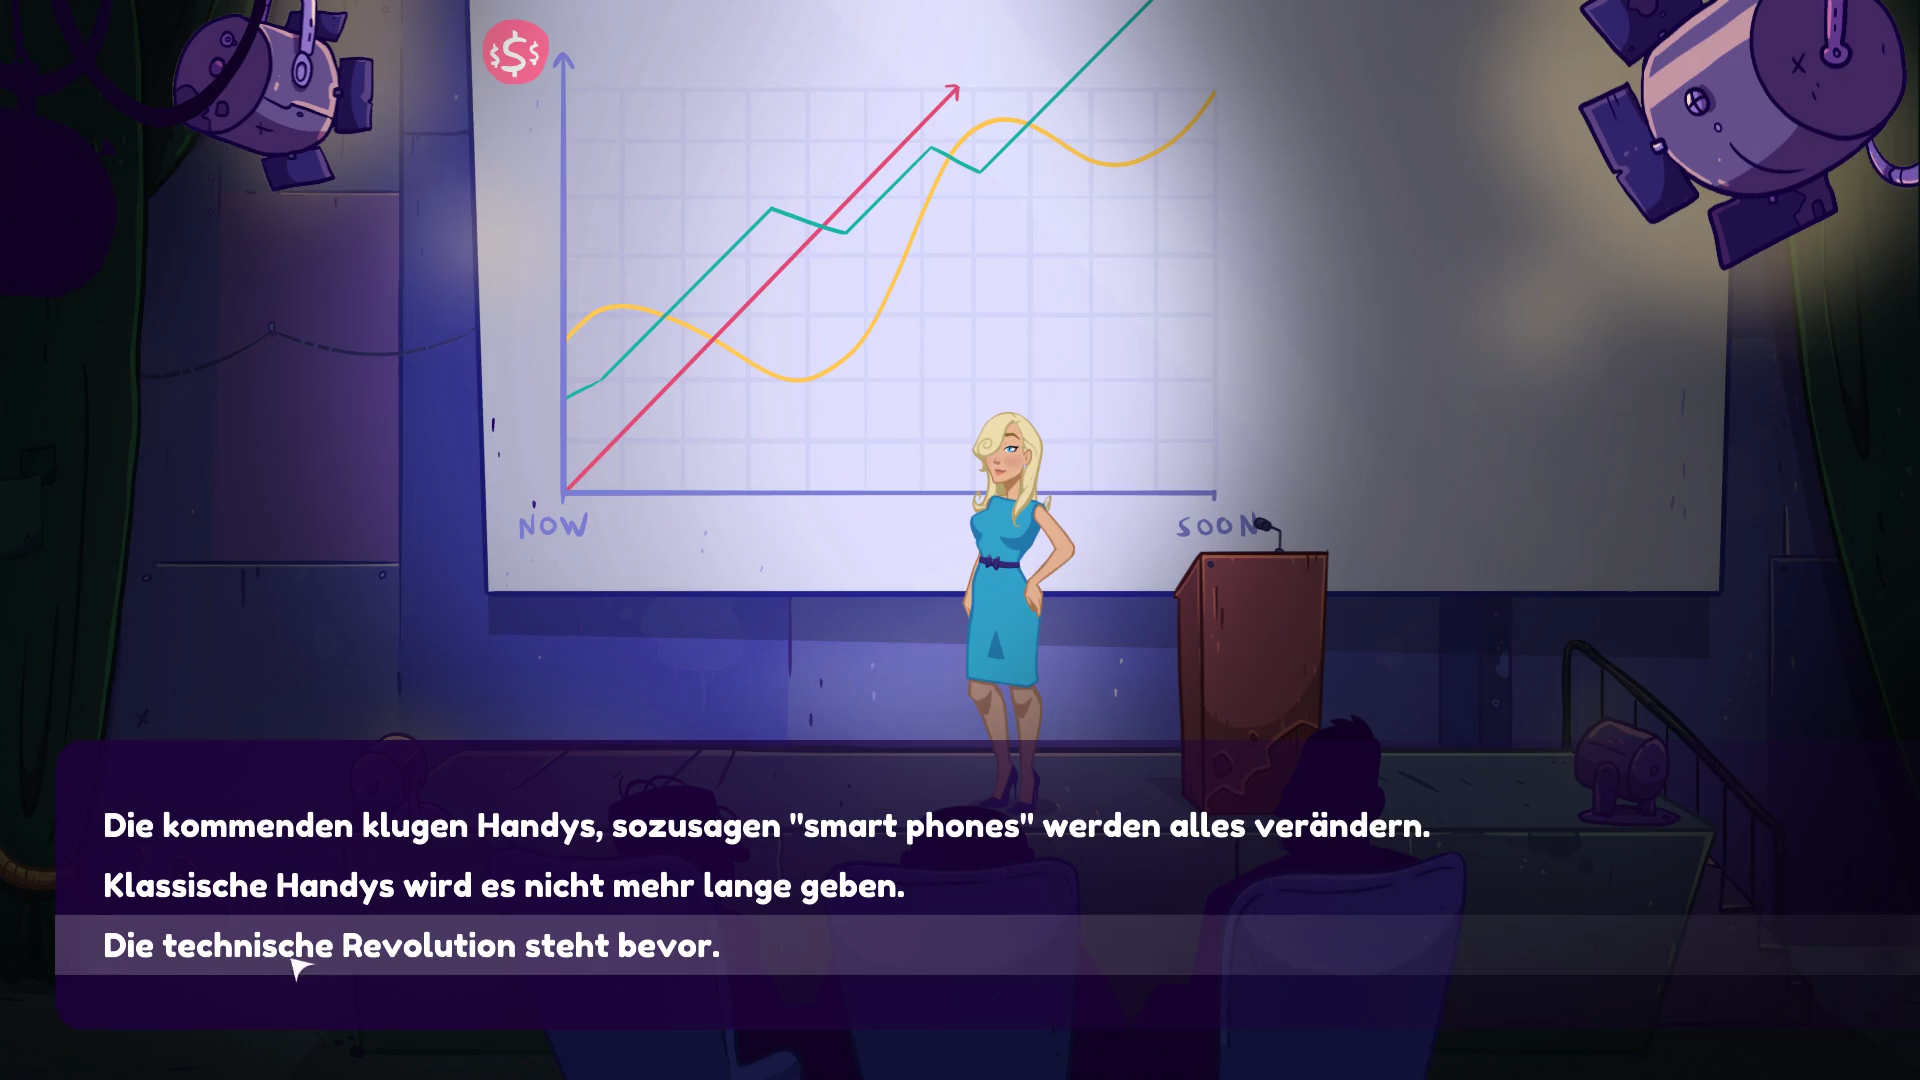 $$$
NOW
SOON
Die kommenden klugen Handys, sozusagen "smart phones" werden alles verändern.
Klassische Handys wird es nicht mehr lange geben.
Die technische Revolution steht bevor.